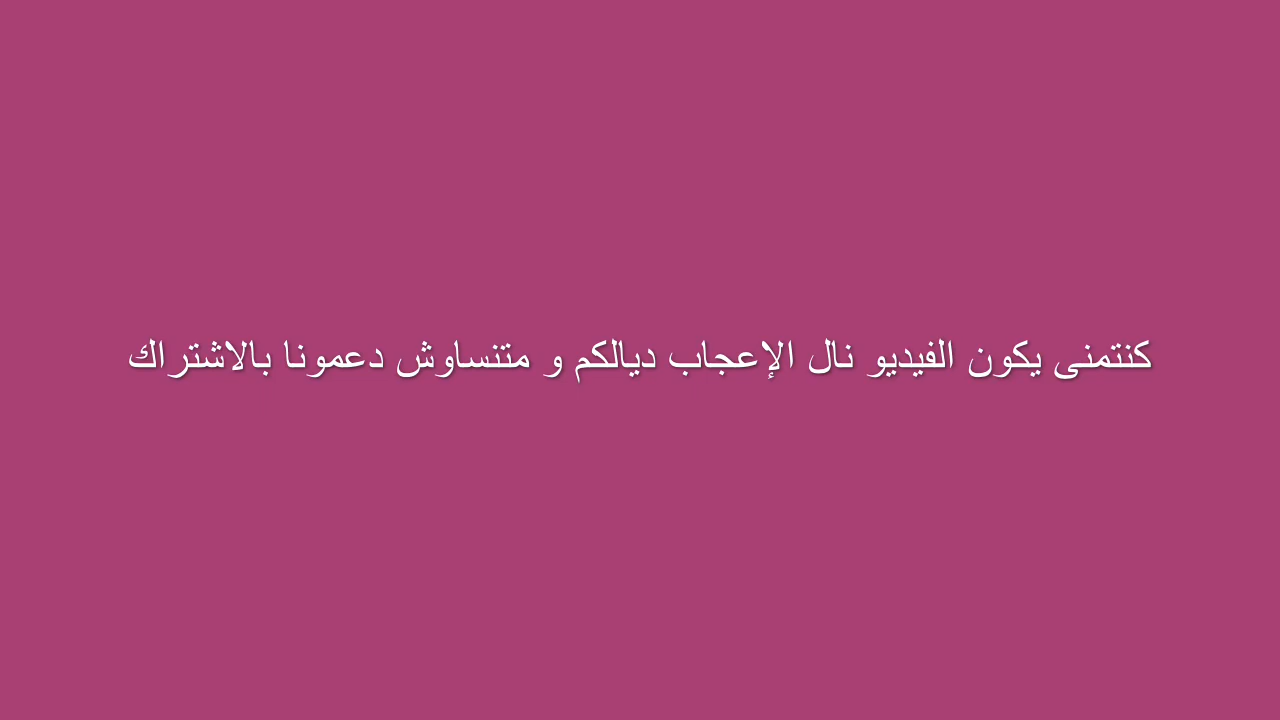 كنتمنى يكون الفيديو نال الإعجاب ديالكم و متنساوش دعمونا بالاشتراك